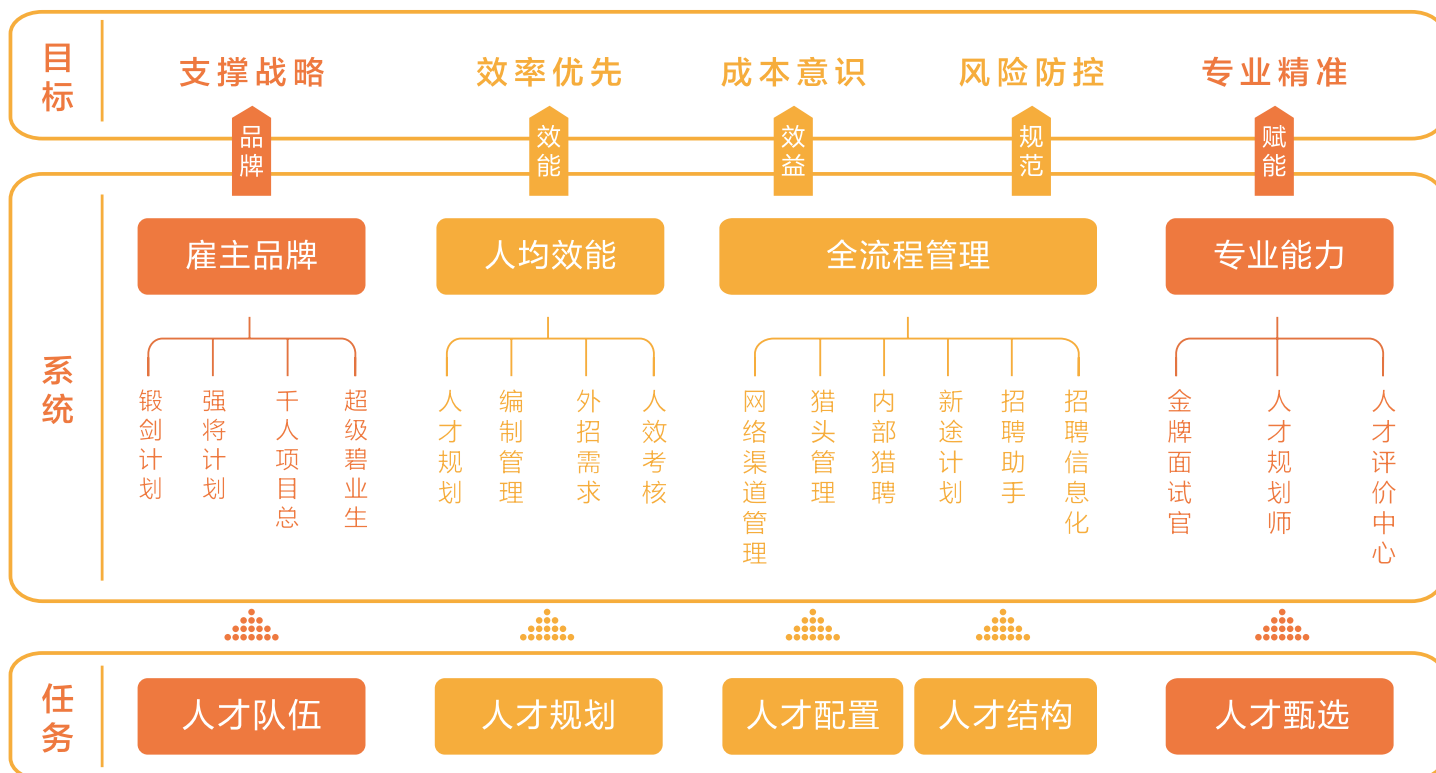 目标
支撑战略
效率优先
成本意识
风险防控
专业精准
品牌
效能
效益
规范
赋能
系统
雇主品牌
人均效能
全流程管理
专业能力
锻剑计划
强将计划
千人项目总
超级碧业生
人才规划
编制管理
外招需求
人效考核
网络渠道管理
猎头管理
内部猎聘
新途计划
招聘助手
招聘信息化
金牌面试官
人才规划师
人才评价中心
任务
人才队伍
人才规划
人才配置
人才结构
人才甄选